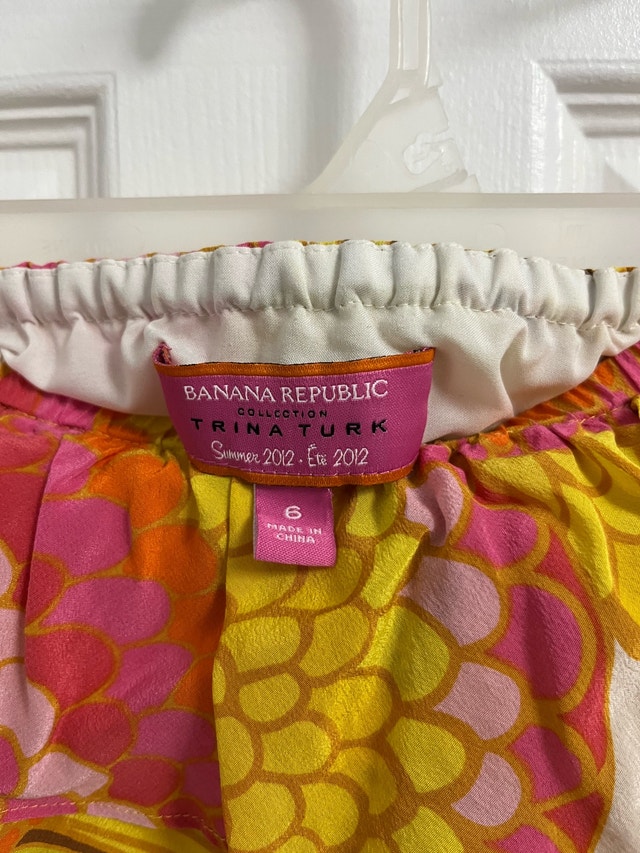 BANANA REPUBLIC
COLLECTION
TRINA TURK
Summer 2012 · Été 2012
6
MADE IN
CHINA